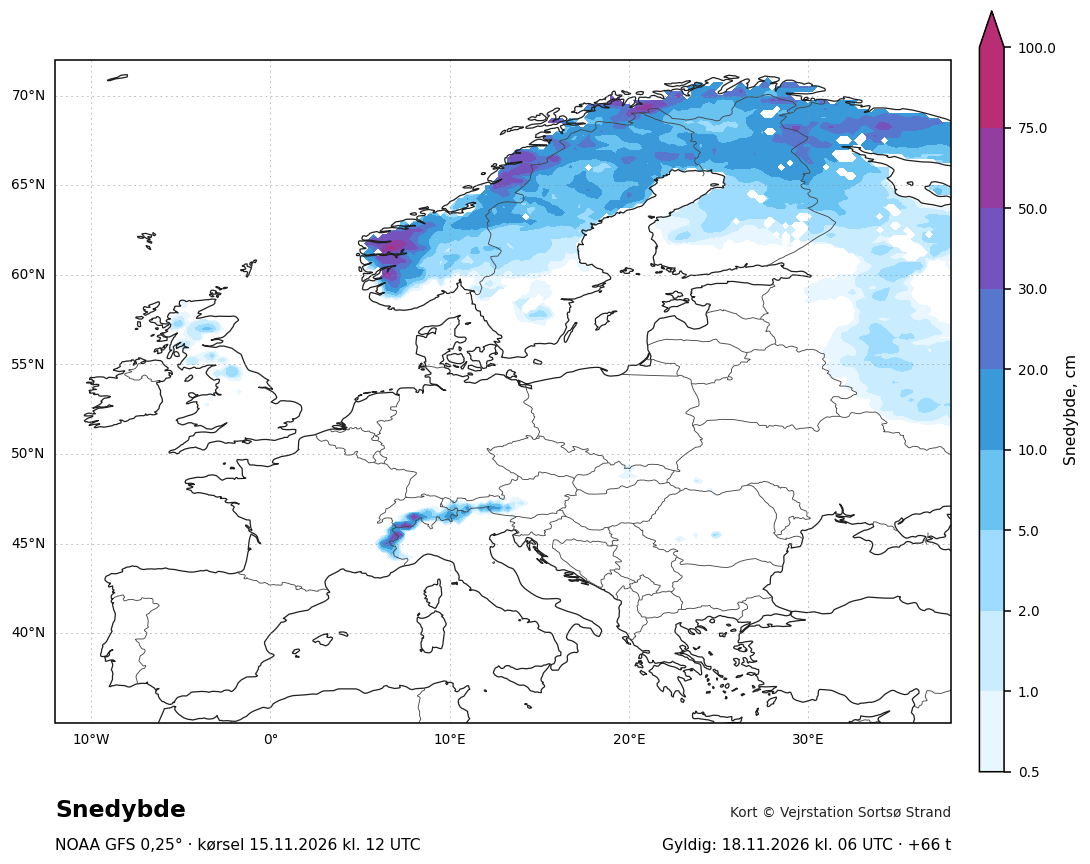 100.0
75.0
50.0
30.0
20.0
10.0
5.0
2.0
1.0
0.5
Snedybde, cm
70°N
65°N
60°N
55°N
50°N
45°N
40°N
10°W 0° 10°E 20°E 30°E
Snedybde
Kort © Vejrstation Sortsø Strand
NOAA GFS 0,25° · kørsel 15.11.2026 kl. 12 UTC
Gyldig: 18.11.2026 kl. 06 UTC · +66 t